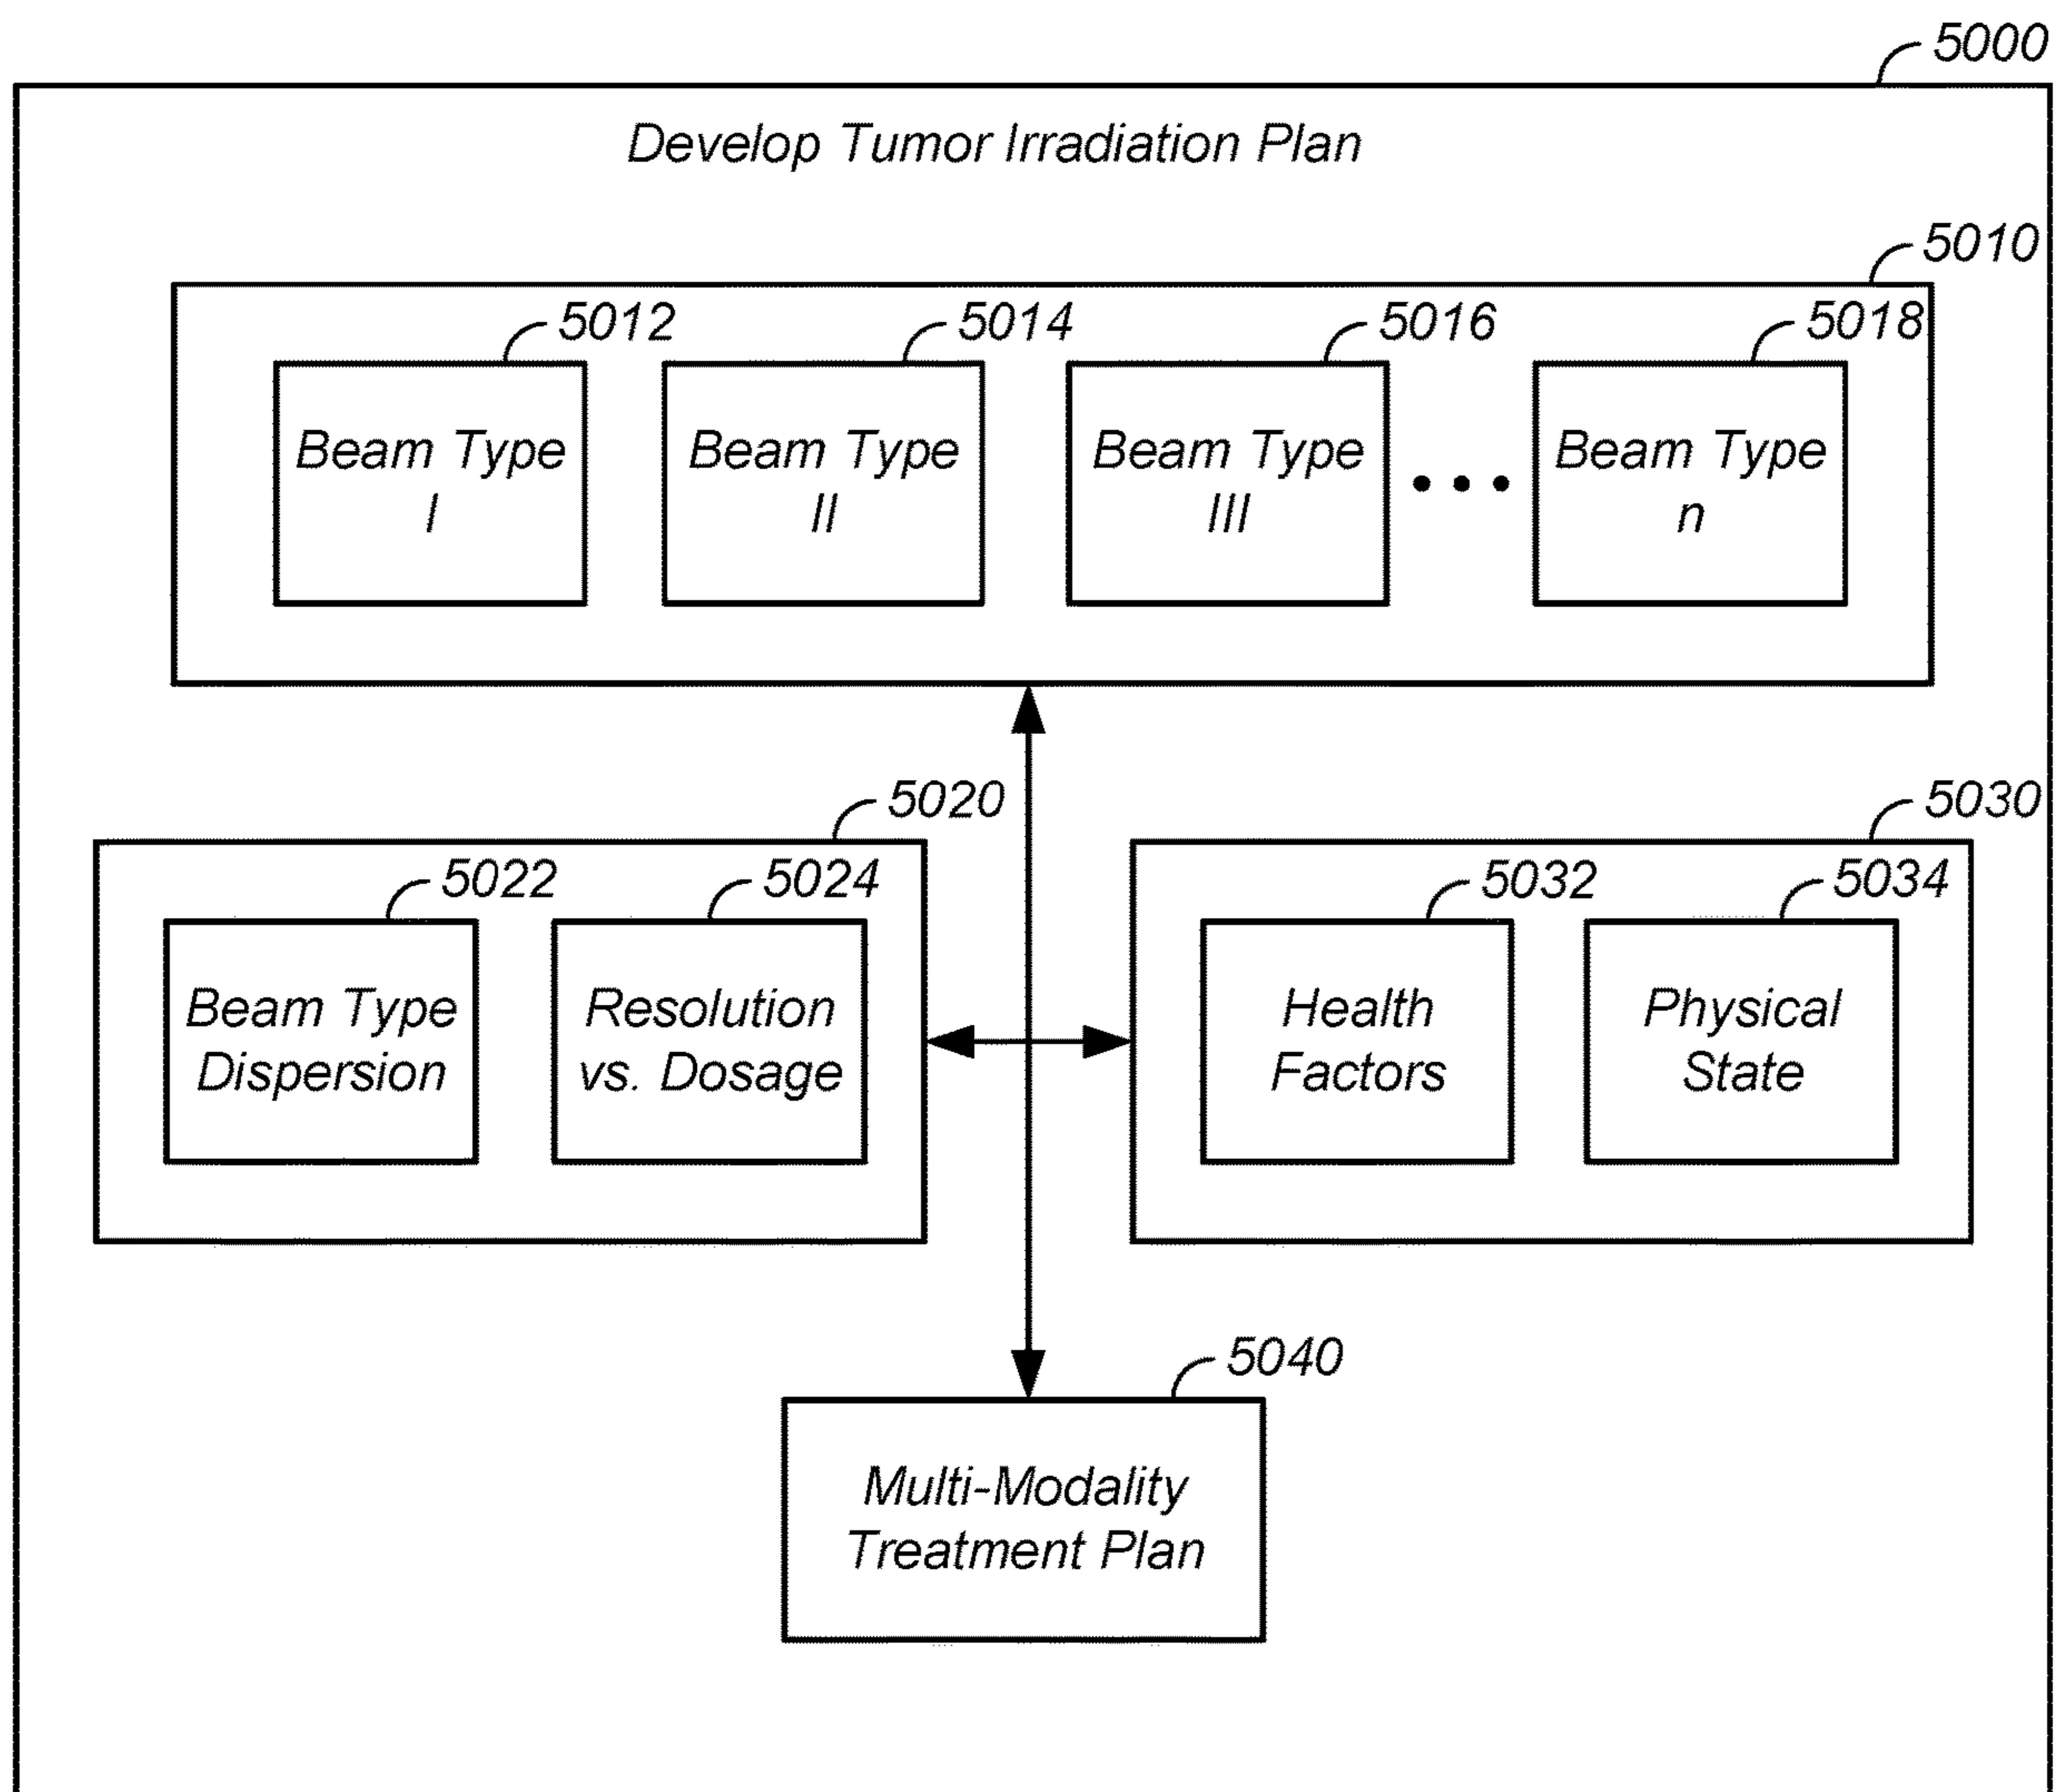 5000
Develop Tumor Irradiation Plan
5010
5012
5014
5016
5018
Beam Type
I
Beam Type
II
Beam Type
III
Beam Type
n
5020
5030
5022
5024
5032
5034
Beam Type
Dispersion
Resolution
vs. Dosage
Health
Factors
Physical
State
5040
Multi-Modality
Treatment Plan